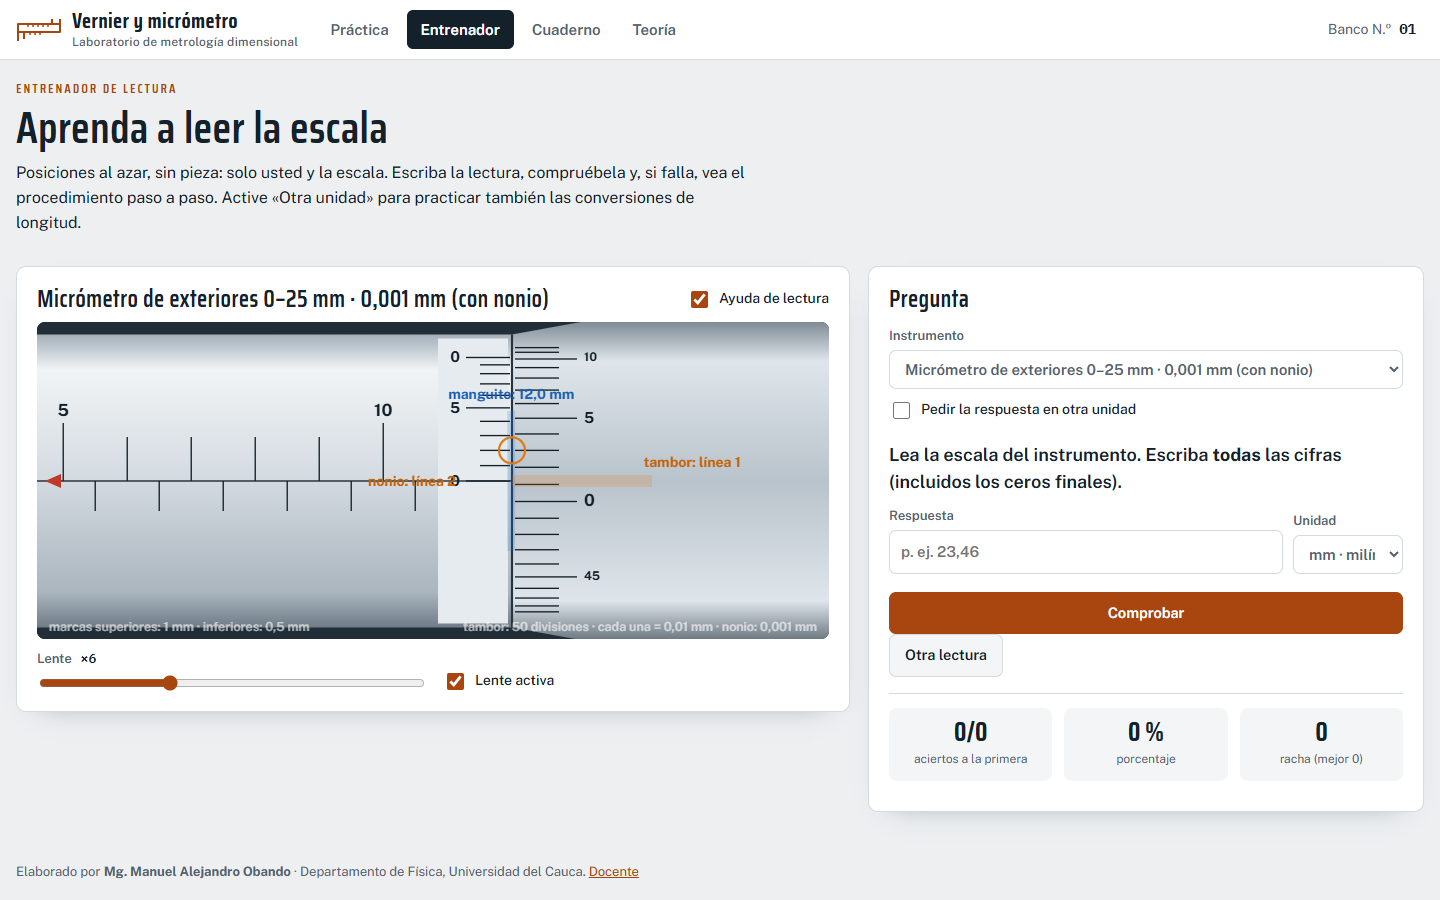 Vernier y micrómetro
Laboratorio de metrología dimensional
Práctica
Entrenador
Cuaderno
Teoría
Banco N.º 01
ENTRENADOR DE LECTURA
Aprenda a leer la escala
Posiciones al azar, sin pieza: solo usted y la escala. Escriba la lectura, compruébela y, si falla, vea el
procedimiento paso a paso. Active «Otra unidad» para practicar también las conversiones de
longitud.
Micrómetro de exteriores 0–25 mm · 0,001 mm (con nonio)
Ayuda de lectura
0
10
manguito: 12,0 mm
5
10
5
5
tambor: línea 1
nonio: línea 2
0
0
45
marcas superiores: 1 mm · inferiores: 0,5 mm
tambor: 50 divisiones · cada una = 0,01 mm · nonio: 0,001 mm
Lente ×6
Lente activa
Pregunta
Instrumento
Micrómetro de exteriores 0–25 mm · 0,001 mm (con nonio)
Pedir la respuesta en otra unidad
Lea la escala del instrumento. Escriba todas las cifras
(incluidos los ceros finales).
Respuesta
Unidad
p. ej. 23,46
mm · milí
Comprobar
Otra lectura
0/0
aciertos a la primera
0 %
porcentaje
0
racha (mejor 0)
Elaborado por Mg. Manuel Alejandro Obando · Departamento de Física, Universidad del Cauca. Docente